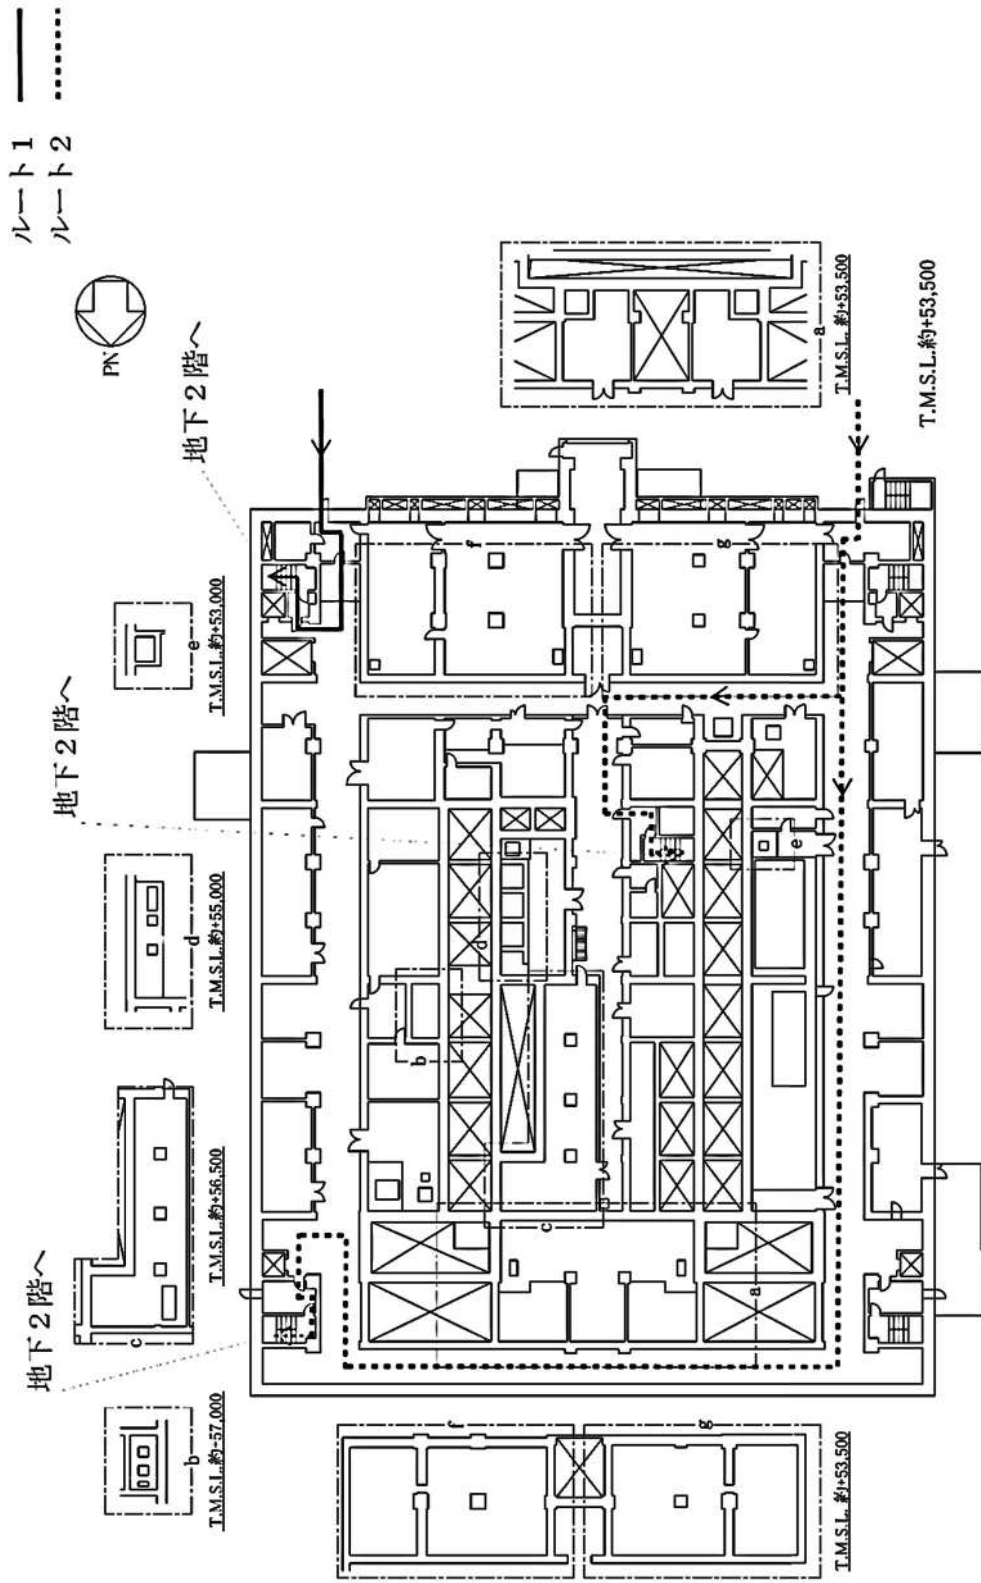 ルート1
ルート2
PN
地下2階へ
地下2階へ
地下2階へ
b
T.M.S.L.約+57,000
c
T.M.S.L.約+56,500
d
T.M.S.L.約+55,000
e
T.M.S.L.約+53,000
f
g
T.M.S.L.約+53,500
b
c
d
a
e
f
g
a
T.M.S.L.約+53,500
T.M.S.L.約+53,500